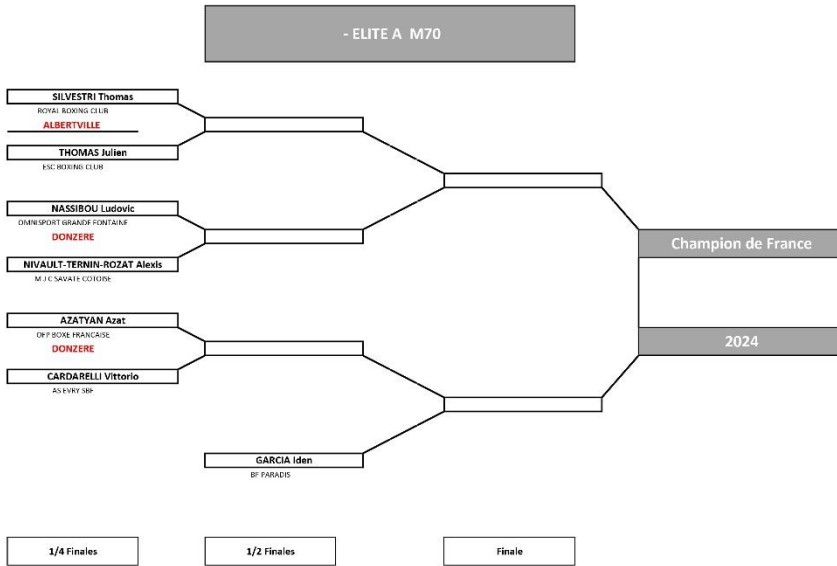 - ELITE A M70
SILVESTRI Thomas
ROYAL BOXING CLUB
ALBERTVILLE
THOMAS Julien
ESC BOXING CLUB
NASSIBOU Ludovic
OMNISPORT GRANDE FONTAINE
DONZERE
NIVAULT-TERNIN-ROZAT Alexis
M J C SAVATE COTOISE
AZATYAN Azat
OFP BOXE FRANCAISE
DONZERE
CARDARELLI Vittorio
AS EVRY SBF
GARCIA Iden
BF PARADIS
Champion de France
2024
1/4 Finales
1/2 Finales
Finale